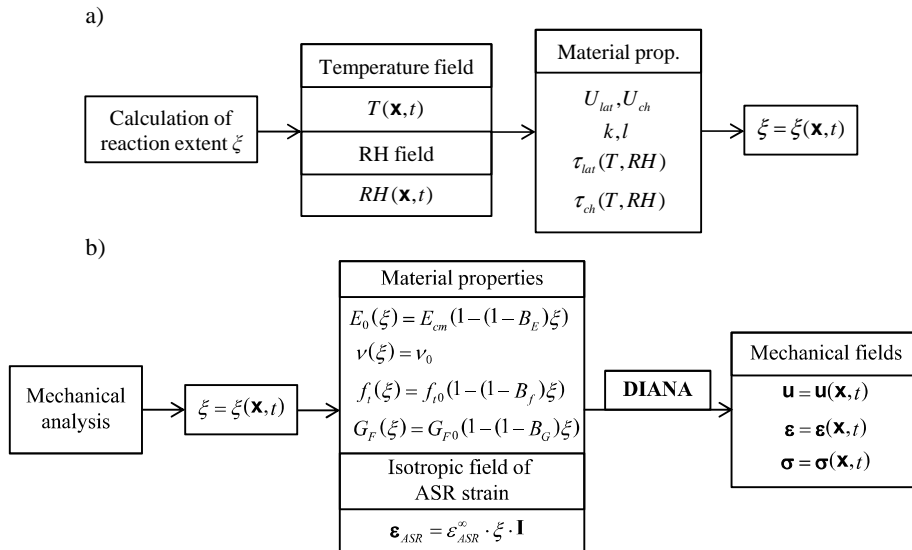 a)
Calculation of
reaction extent ξ
Temperature field
T(x,t)
RH field
RH(x,t)
Material prop.
U_lat, U_ch
k,l
τ_lat(T,RH)
τ_ch(T,RH)
ξ = ξ(x,t)
b)
Mechanical
analysis
ξ = ξ(x,t)
Material properties
E_0(ξ) = E_cm(1−(1−B_E)ξ)
ν(ξ) = ν_0
f_t(ξ) = f_t0(1−(1−B_f)ξ)
G_F(ξ) = G_F0(1−(1−B_G)ξ)
Isotropic field of
ASR strain
ε_ASR = ε_ASR^∞ · ξ · I
DIANA
Mechanical fields
u = u(x,t)
ε = ε(x,t)
σ = σ(x,t)